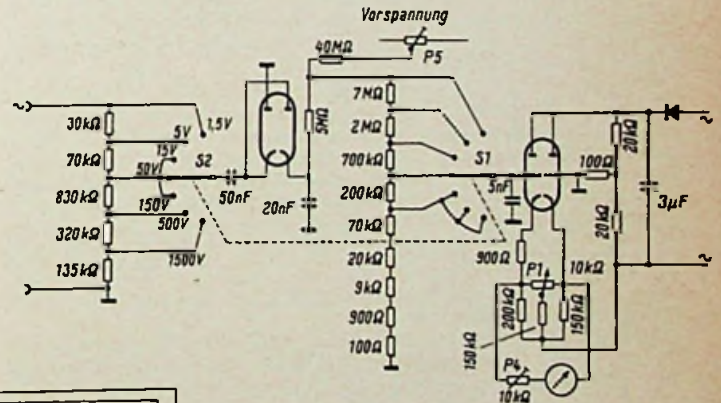 Vorspannung
40MΩ
P5
~
30kΩ
70kΩ
830kΩ
320kΩ
135kΩ
1,5V
5V
15V
50V
150V
500V
1500V
S2
50nF
20nF
5MΩ
7MΩ
2MΩ
700kΩ
200kΩ
70kΩ
20kΩ
9kΩ
900Ω
100Ω
S1
5nF
900Ω
P1
10kΩ
200kΩ
150kΩ
150kΩ
P4
10kΩ
100Ω
20kΩ
20kΩ
3µF
~
~